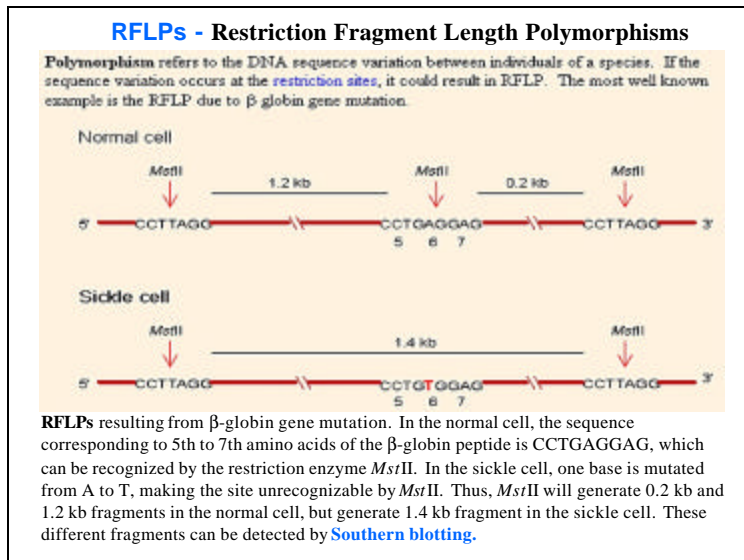 RFLPs - Restriction Fragment Length Polymorphisms
Polymorphism refers to the DNA sequence variation between individuals of a species. If the
sequence variation occurs at the restriction sites, it could result in RFLP. The most well known
example is the RFLP due to β globin gene mutation.
Normal cell
MstII MstII MstII
1.2 kb 0.2 kb
5' CCTTAGG CCTGAGGAG CCTTAGG 3'
5 6 7
Sickle cell
MstII MstII
1.4 kb
5' CCTTAGG CCTGTGGAG CCTTAGG 3'
5 6 7
RFLPs resulting from β-globin gene mutation. In the normal cell, the sequence
corresponding to 5th to 7th amino acids of the β-globin peptide is CCTGAGGAG, which
can be recognized by the restriction enzyme MstII. In the sickle cell, one base is mutated
from A to T, making the site unrecognizable by MstII. Thus, MstII will generate 0.2 kb and
1.2 kb fragments in the normal cell, but generate 1.4 kb fragment in the sickle cell. These
different fragments can be detected by Southern blotting.